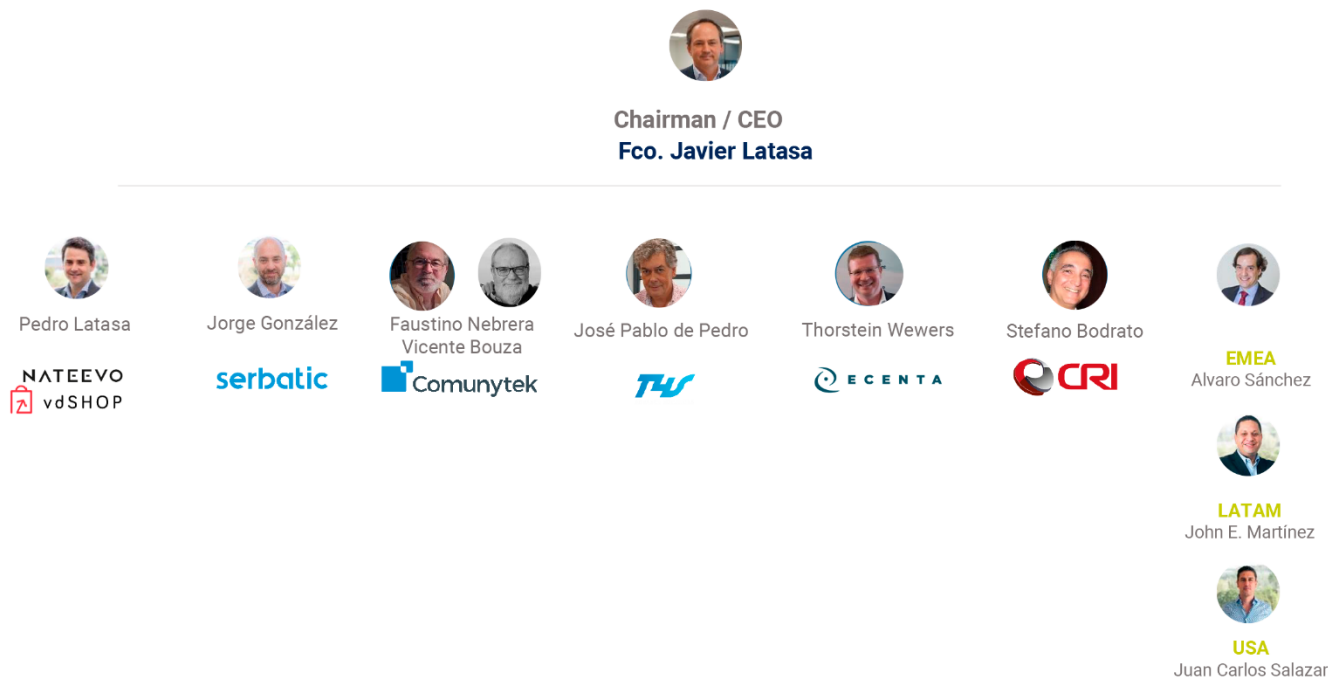 Chairman / CEO
Fco. Javier Latasa
Pedro Latasa
NATEEVO
vdSHOP
Jorge González
serbatic
Faustino Nebrera
Vicente Bouza
Comunytek
José Pablo de Pedro
T4S
Thorstein Wewers
ECENTA
Stefano Bodrato
CRI
EMEA
Alvaro Sánchez
LATAM
John E. Martínez
USA
Juan Carlos Salazar